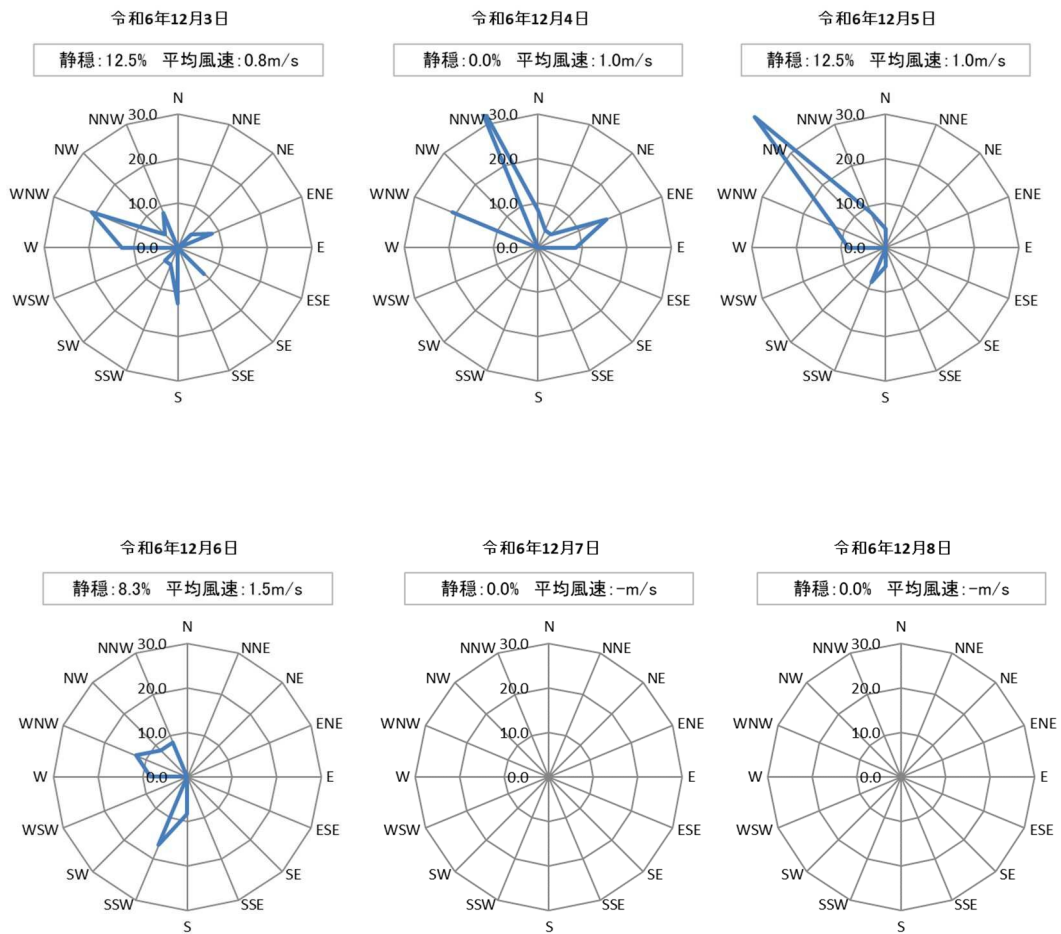 令和6年12月3日
静穏:12.5% 平均風速:0.8m/s
N
NNE
NE
ENE
E
ESE
SE
SSE
S
SSW
SW
WSW
W
WNW
NW
NNW
30.0
20.0
10.0
0.0
令和6年12月4日
静穏:0.0% 平均風速:1.0m/s
N
NNE
NE
ENE
E
ESE
SE
SSE
S
SSW
SW
WSW
W
WNW
NW
NNW
30.0
20.0
10.0
0.0
令和6年12月5日
静穏:12.5% 平均風速:1.0m/s
N
NNE
NE
ENE
E
ESE
SE
SSE
S
SSW
SW
WSW
W
WNW
NW
NNW
30.0
20.0
10.0
0.0
令和6年12月6日
静穏:8.3% 平均風速:1.5m/s
N
NNE
NE
ENE
E
ESE
SE
SSE
S
SSW
SW
WSW
W
WNW
NW
NNW
30.0
20.0
10.0
0.0
令和6年12月7日
静穏:0.0% 平均風速:-m/s
N
NNE
NE
ENE
E
ESE
SE
SSE
S
SSW
SW
WSW
W
WNW
NW
NNW
30.0
20.0
10.0
0.0
令和6年12月8日
静穏:0.0% 平均風速:-m/s
N
NNE
NE
ENE
E
ESE
SE
SSE
S
SSW
SW
WSW
W
WNW
NW
NNW
30.0
20.0
10.0
0.0